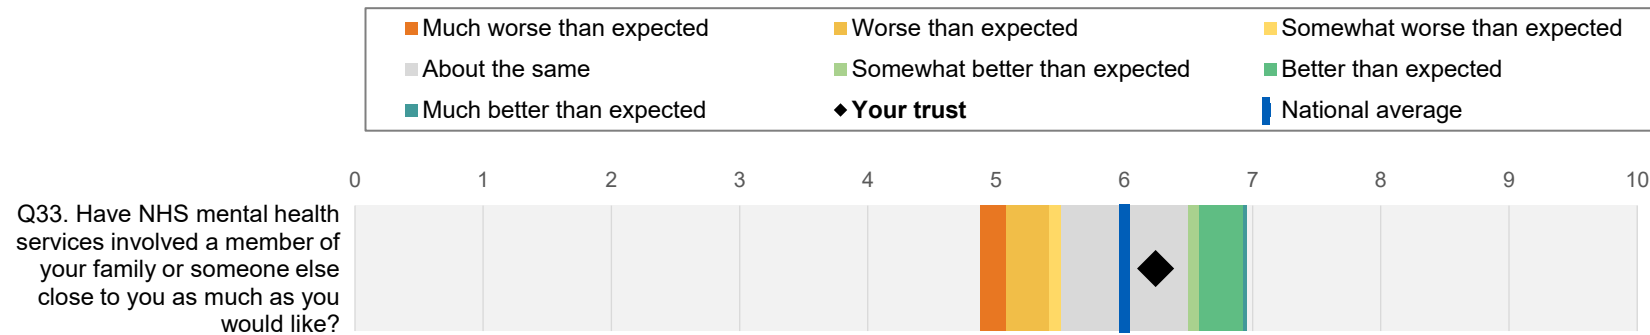 Much worse than expected
Worse than expected
Somewhat worse than expected
About the same
Somewhat better than expected
Better than expected
Much better than expected
Your trust
National average
0 1 2 3 4 5 6 7 8 9 10
Q33. Have NHS mental health
services involved a member of
your family or someone else
close to you as much as you
would like?